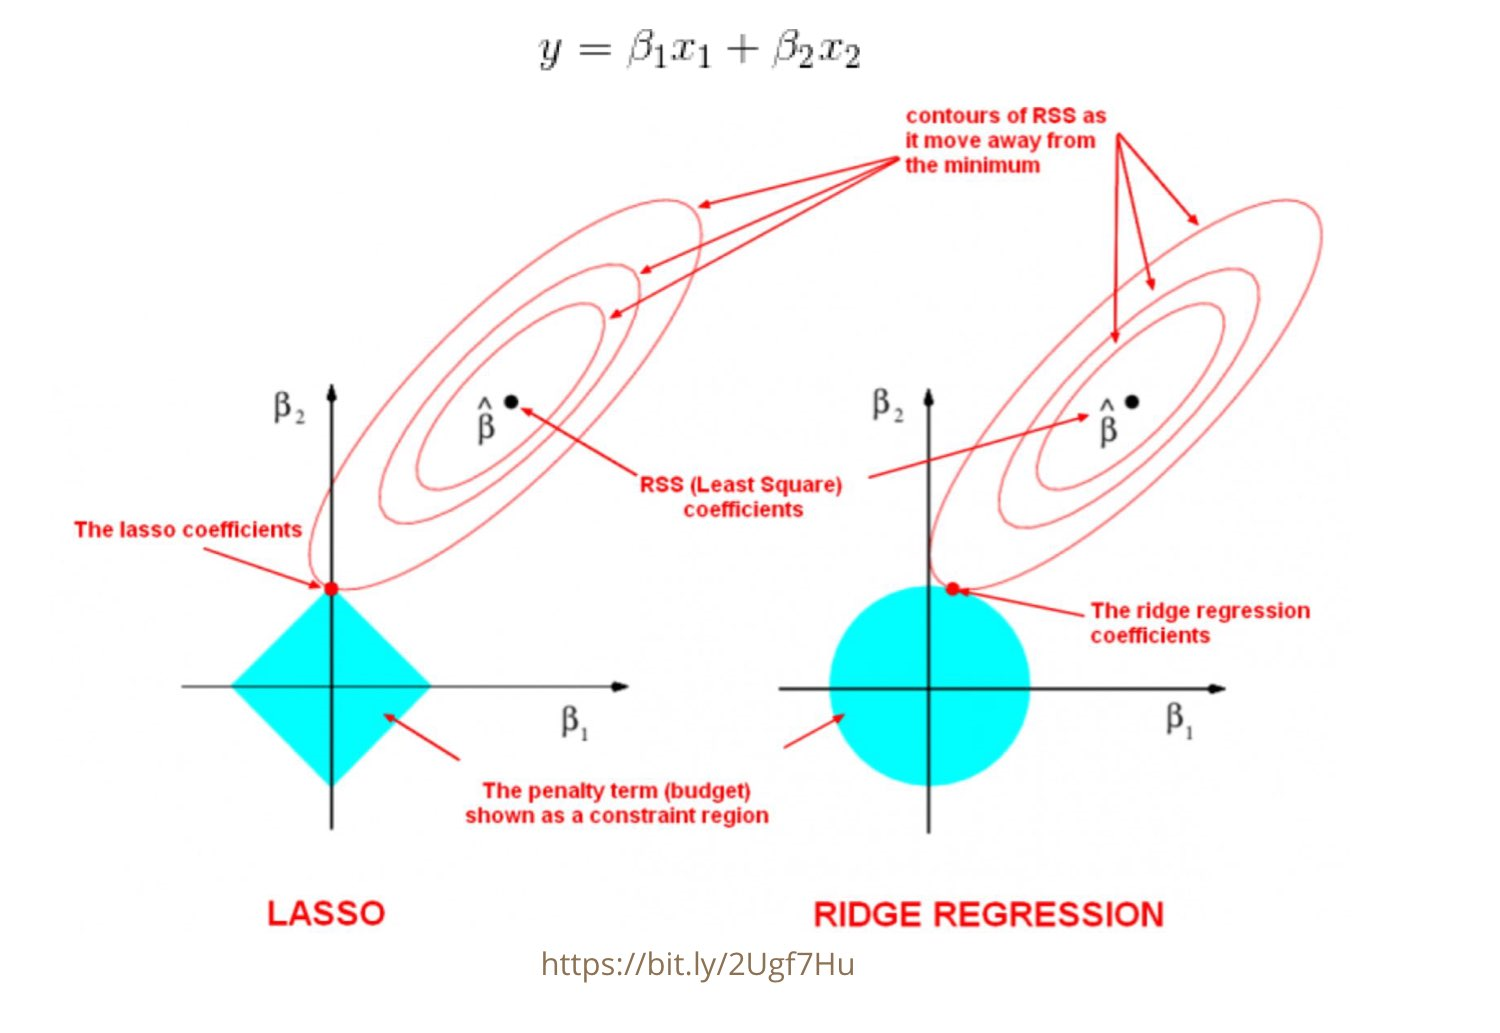 y = β₁x₁ + β₂x₂
contours of RSS as
it move away from
the minimum
β₂
β̂
β₂
β̂
RSS (Least Square)
coefficients
The lasso coefficients
The ridge regression
coefficients
β₁
β₁
The penalty term (budget)
shown as a constraint region
LASSO
RIDGE REGRESSION
https://bit.ly/2Ugf7Hu